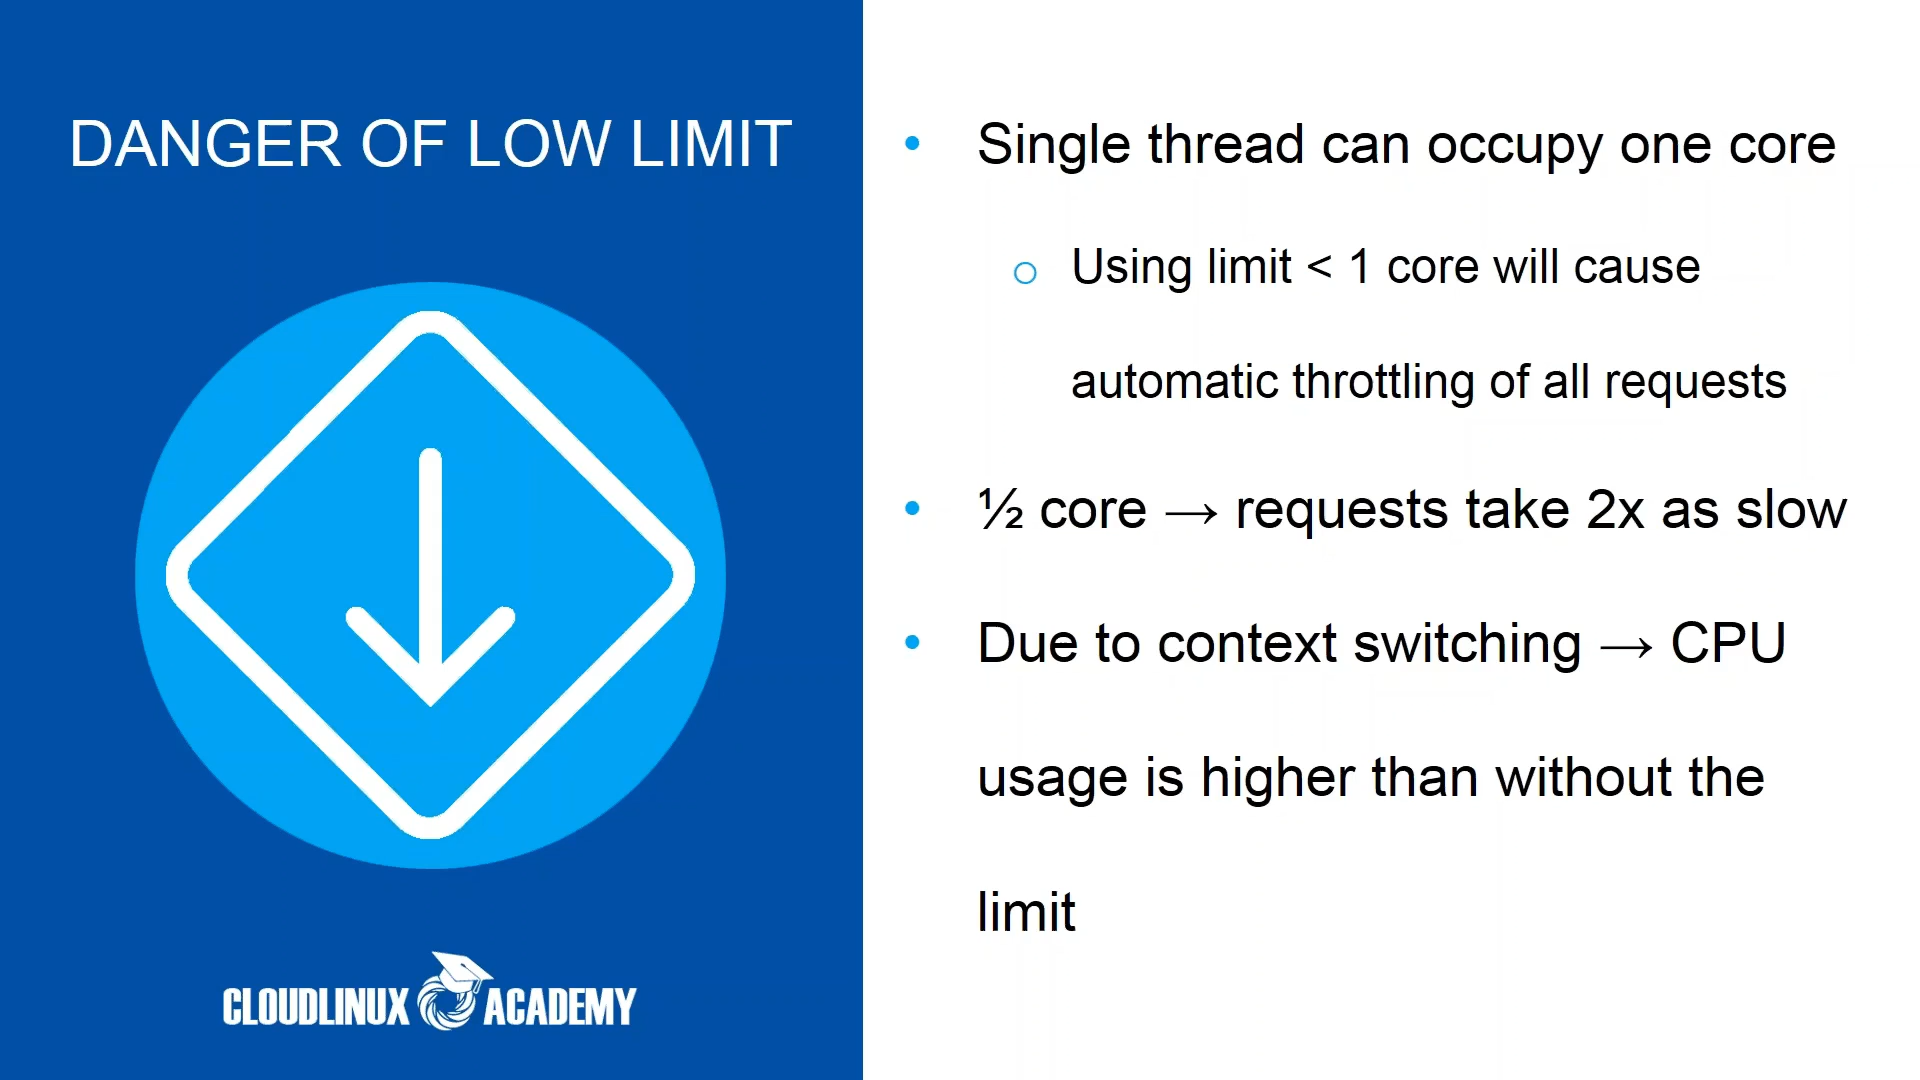 DANGER OF LOW LIMIT
CLOUDLINUX ACADEMY
• Single thread can occupy one core
○ Using limit < 1 core will cause
automatic throttling of all requests
• ½ core → requests take 2x as slow
• Due to context switching → CPU
usage is higher than without the
limit